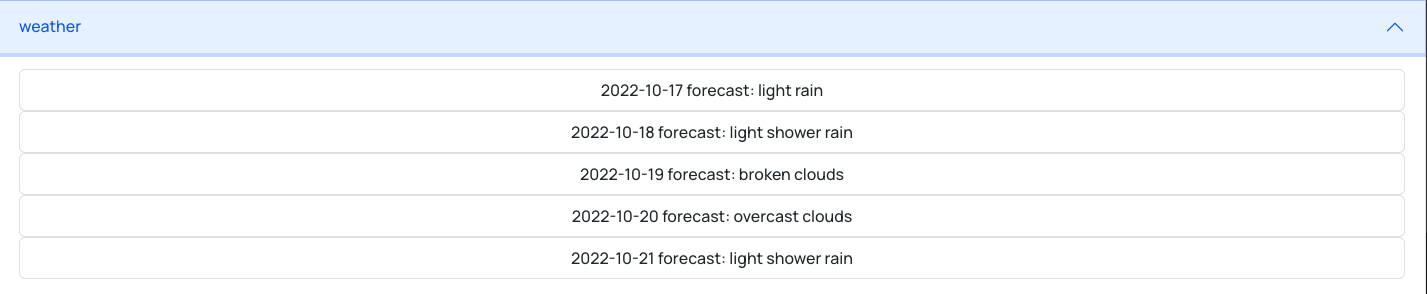 weather
2022-10-17 forecast: light rain
2022-10-18 forecast: light shower rain
2022-10-19 forecast: broken clouds
2022-10-20 forecast: overcast clouds
2022-10-21 forecast: light shower rain